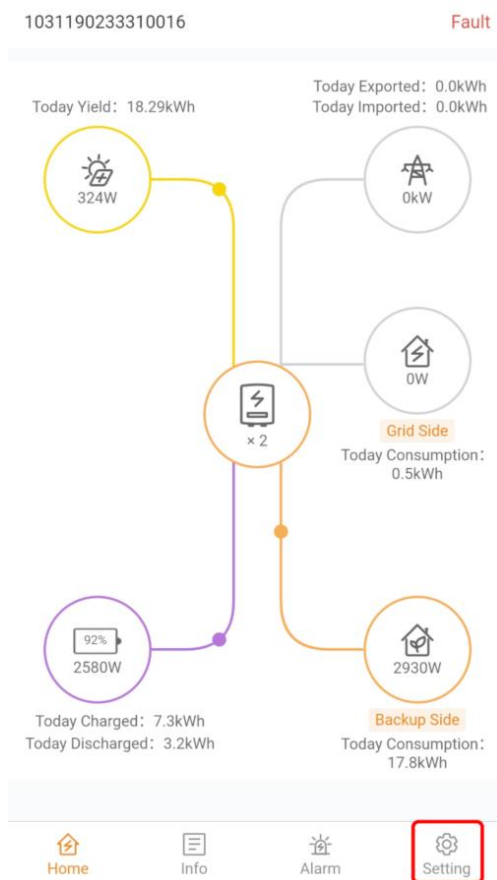 1031190233310016
Fault
Today Exported： 0.0kWh
Today Yield： 18.29kWh
Today Imported： 0.0kWh
324W
0kW
0W
× 2
Grid Side
Today Consumption：
0.5kWh
92%
2580W
2930W
Today Charged： 7.3kWh
Backup Side
Today Discharged： 3.2kWh
Today Consumption：
17.8kWh
Home
Info
Alarm
Setting